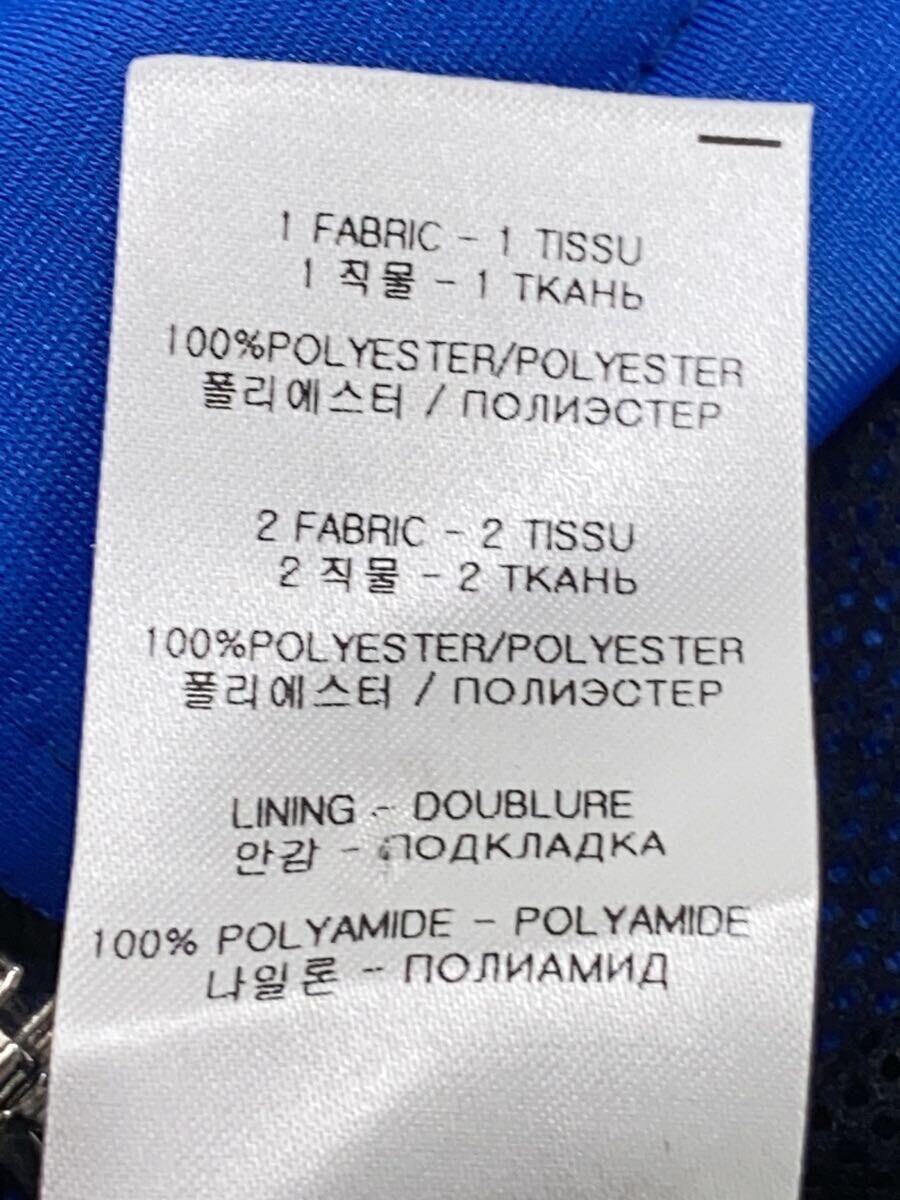 1 FABRIC - 1 TISSU
1 직물 - 1 ТКАНЬ
100%POLYESTER/POLYESTER
폴리에스터 / ПОЛИЭСТЕР
2 FABRIC - 2 TISSU
2 직물 - 2 ТКАНЬ
100%POLYESTER/POLYESTER
폴리에스터 / ПОЛИЭСТЕР
LINING - DOUBLURE
안감 - ПОДКЛАДКА
100% POLYAMIDE - POLYAMIDE
나일론 - ПОЛИАМИД